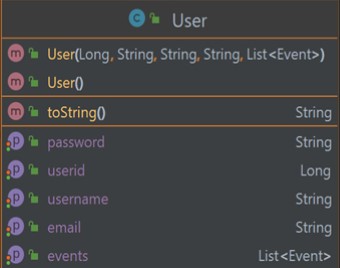 User
User(Long, String, String, String, List<Event>)
User()
toString() String
password String
userid Long
username String
email String
events List<Event>